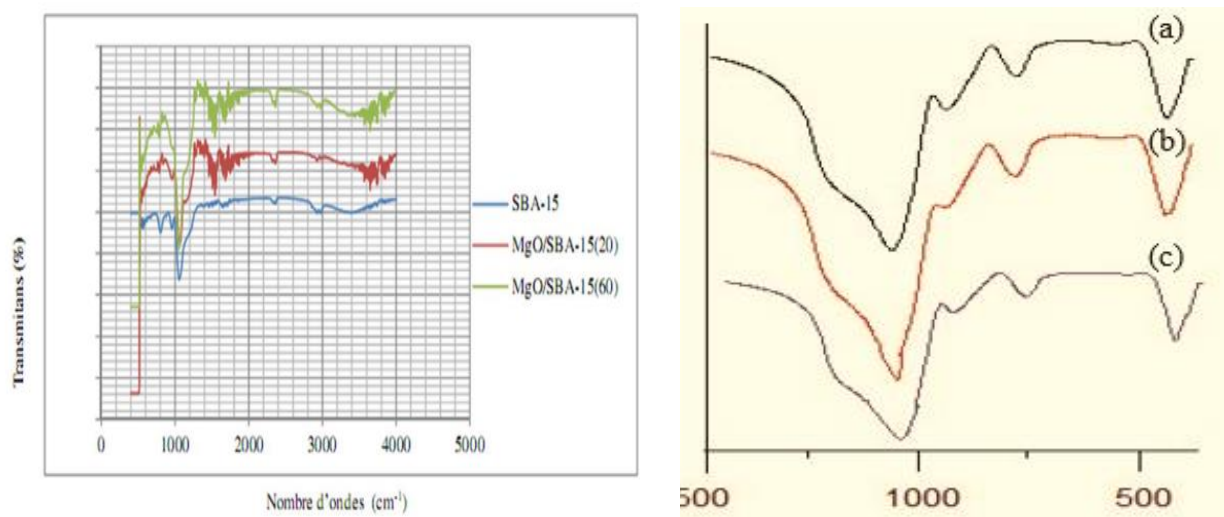 Transmitans (%)
SBA-15
MgO/SBA-15(20)
MgO/SBA-15(60)
0 1000 2000 3000 4000 5000
Nombre d'ondes (cm⁻¹)
(a)
(b)
(c)
500 1000 500